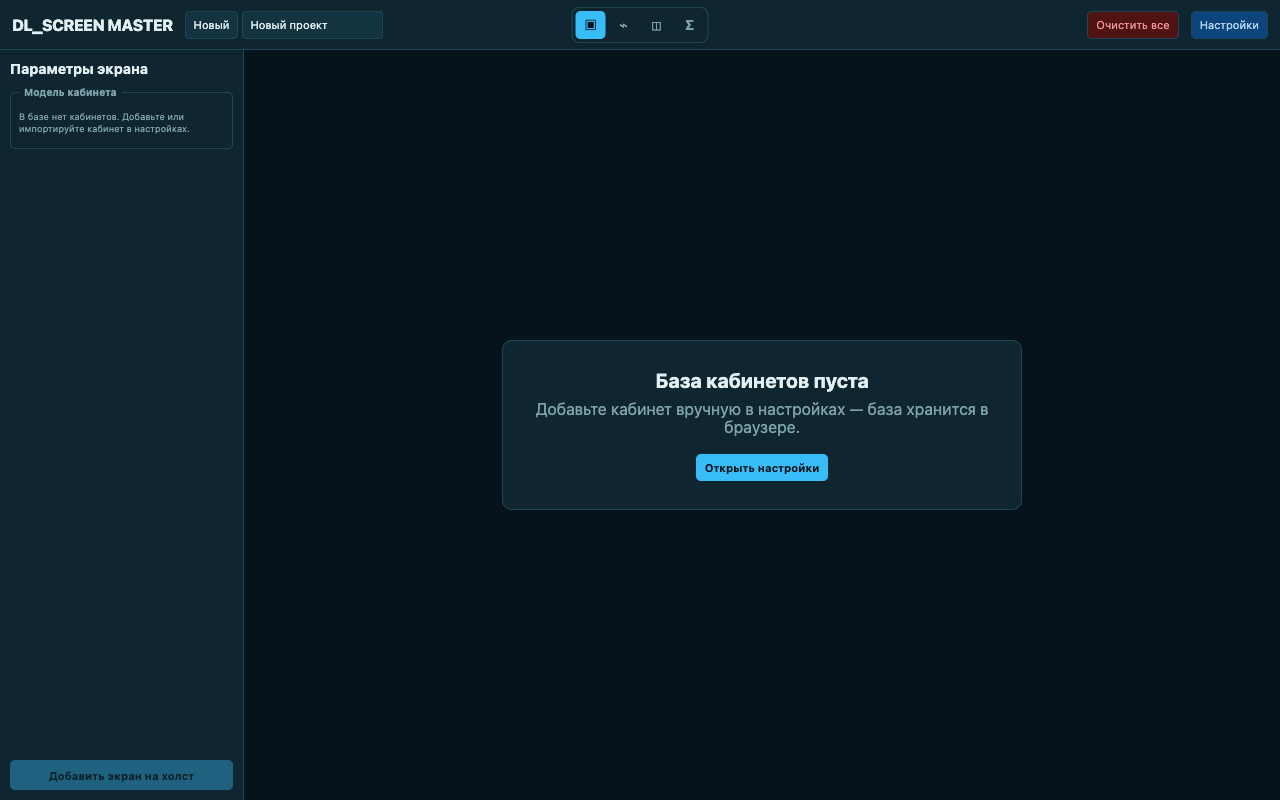 DL_SCREEN MASTER
Новый
Новый проект
Σ
Очистить все
Настройки
Параметры экрана
Модель кабинета
В базе нет кабинетов. Добавьте или
импортируйте кабинет в настройках.
База кабинетов пуста
Добавьте кабинет вручную в настройках — база хранится в
браузере.
Открыть настройки
Добавить экран на холст